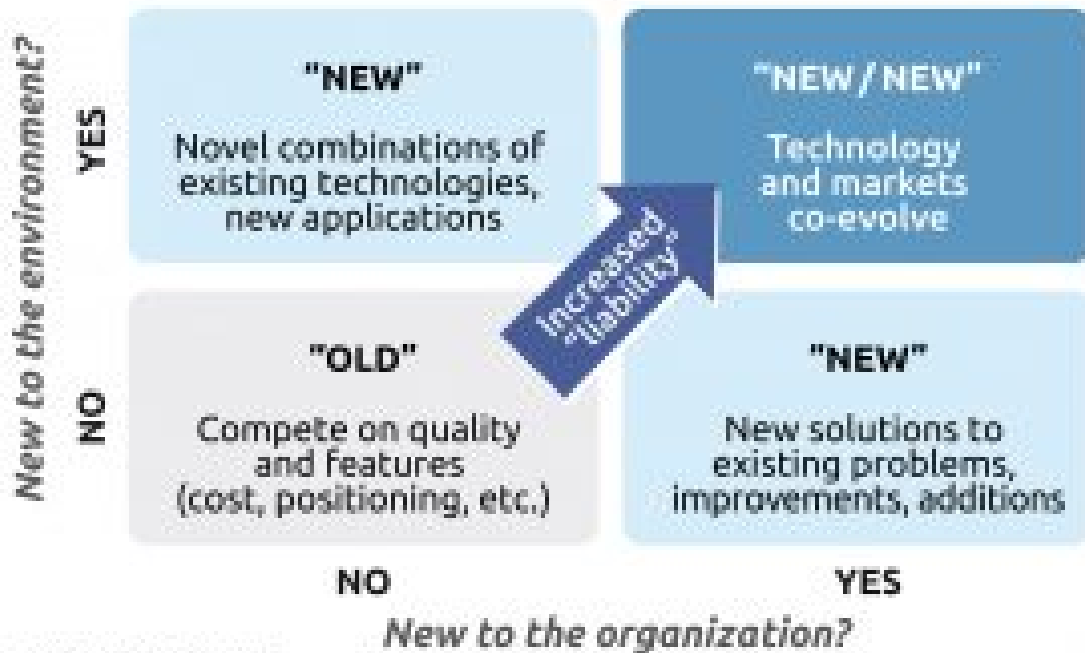 New to the environment?
YES
"NEW"
Novel combinations of
existing technologies,
new applications
"NEW / NEW"
Technology
and markets
co-evolve
Increased
"liability"
NO
"OLD"
Compete on quality
and features
(cost, positioning, etc.)
"NEW"
New solutions to
existing problems,
improvements, additions
NO
YES
New to the organization?